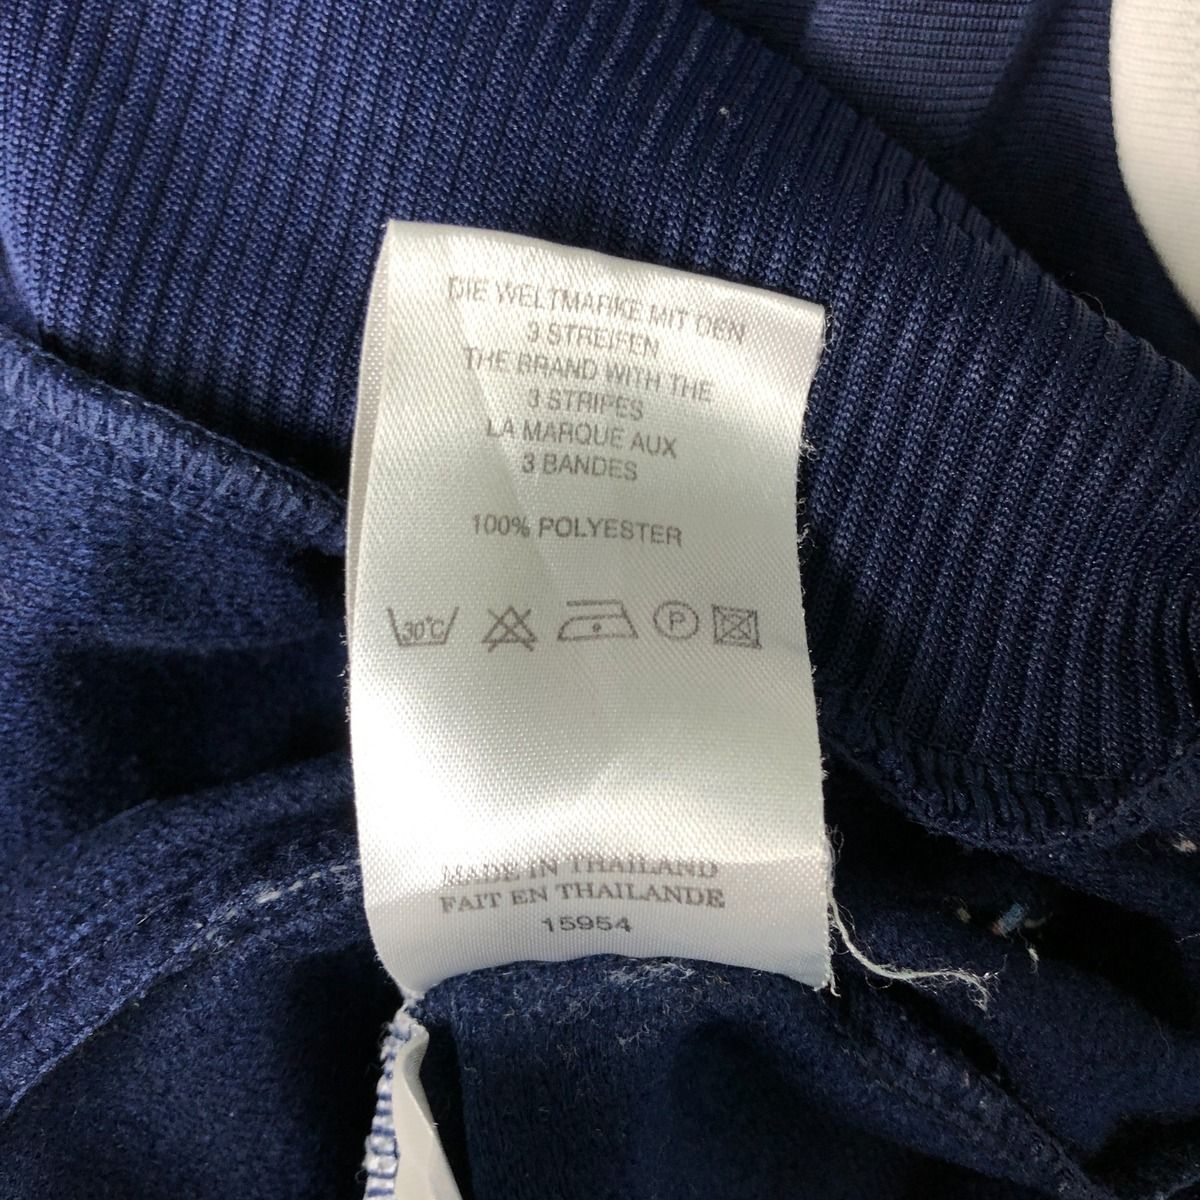 DIE WELTMARKE MIT DEN
3 STREIFEN
THE BRAND WITH THE
3 STRIPES
LA MARQUE AUX
3 BANDES
100% POLYESTER
30°C P
MADE IN THAILAND
FAIT EN THAILANDE
15954